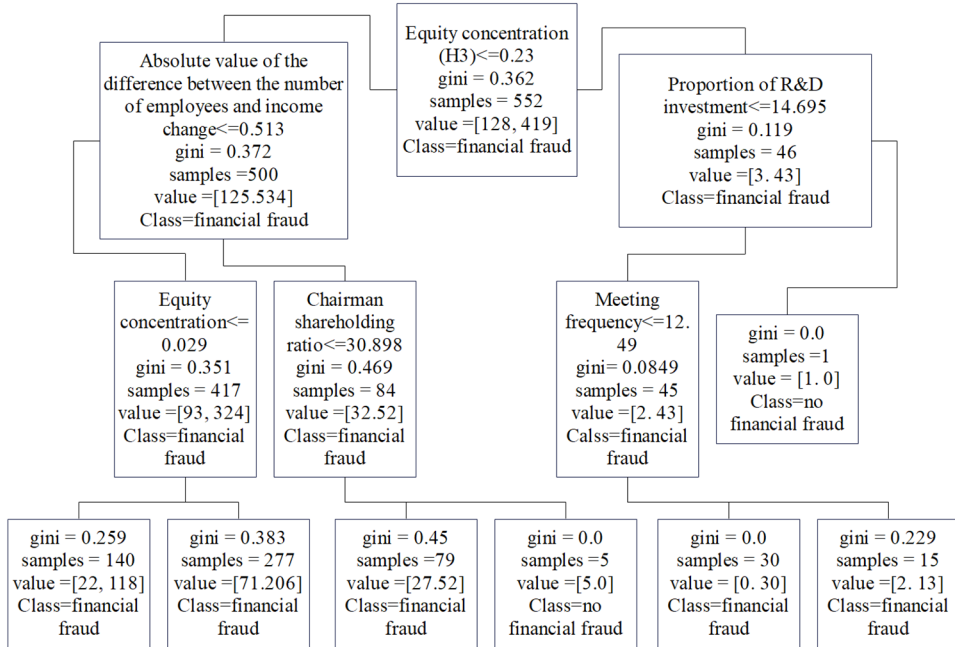 Equity concentration
(H3)<=0.23
gini = 0.362
samples = 552
value =[128, 419]
Class=financial fraud
Absolute value of the
difference between the number
of employees and income
change<=0.513
gini = 0.372
samples =500
value =[125.534]
Class=financial fraud
Proportion of R&D
investment<=14.695
gini = 0.119
samples = 46
value =[3. 43]
Class=financial fraud
Equity
concentration<=
0.029
gini = 0.351
samples = 417
value =[93, 324]
Class=financial
fraud
Chairman
shareholding
ratio<=30.898
gini = 0.469
samples = 84
value =[32.52]
Class=financial
fraud
Meeting
frequency<=12.
49
gini= 0.0849
samples = 45
value =[2. 43]
Calss=financial
fraud
gini = 0.0
samples =1
value = [1. 0]
Class=no
financial fraud
gini = 0.259
samples = 140
value =[22, 118]
Class=financial
fraud
gini = 0.383
samples = 277
value =[71.206]
Class=financial
fraud
gini = 0.45
samples =79
value =[27.52]
Class=financial
fraud
gini = 0.0
samples =5
value =[5.0]
Class=no
financial fraud
gini = 0.0
samples = 30
value = [0. 30]
Class=financial
fraud
gini = 0.229
samples = 15
value =[2. 13]
Class=financial
fraud